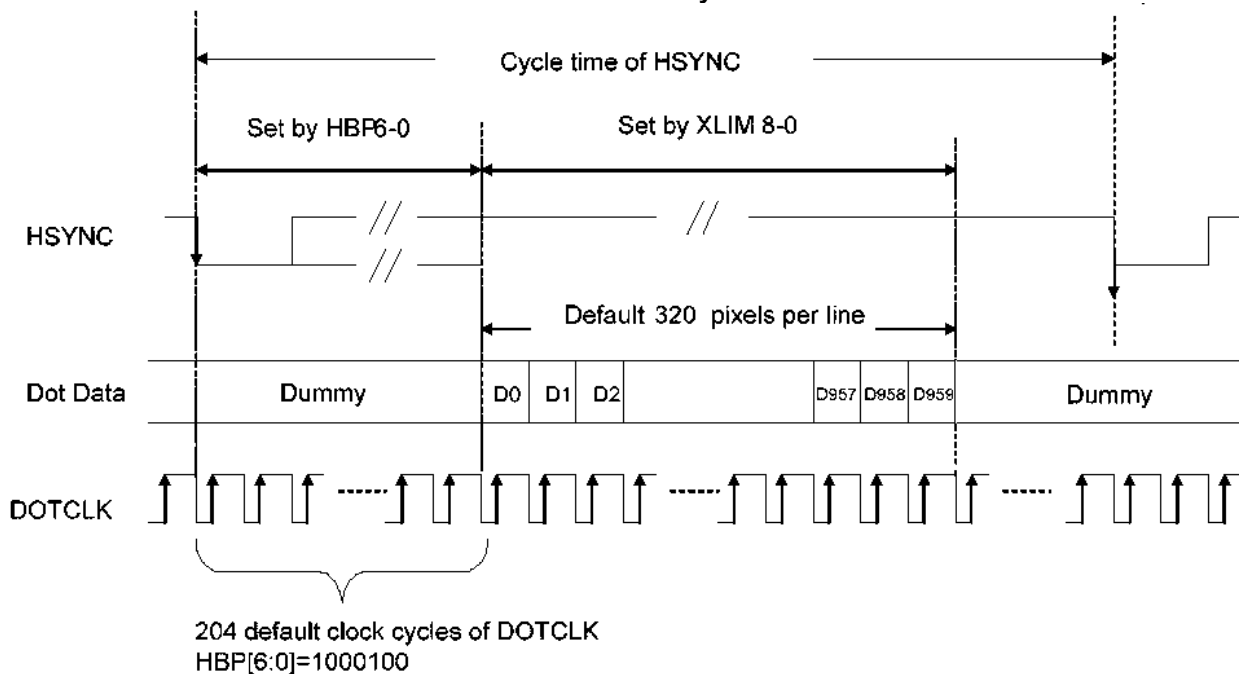 Cycle time of HSYNC
Set by HBP6-0
Set by XLIM 8-0
HSYNC
Default 320 pixels per line
Dot Data
Dummy
D0
D1
D2
D957
D958
D959
Dummy
DOTCLK
204 default clock cycles of DOTCLK
HBP[6:0]=1000100